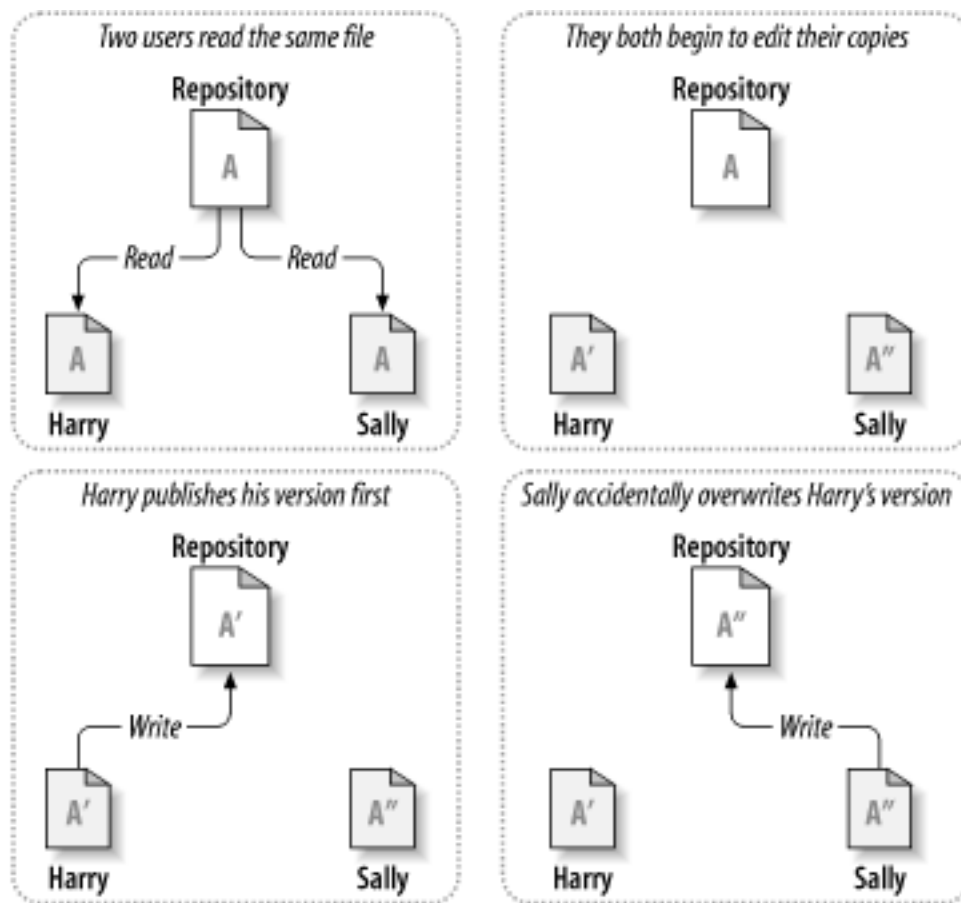 Two users read the same file
Repository
A
Read Read
A A
Harry Sally
They both begin to edit their copies
Repository
A
A' A"
Harry Sally
Harry publishes his version first
Repository
A'
Write
A' A"
Harry Sally
Sally accidentally overwrites Harry's version
Repository
A"
Write
A' A"
Harry Sally